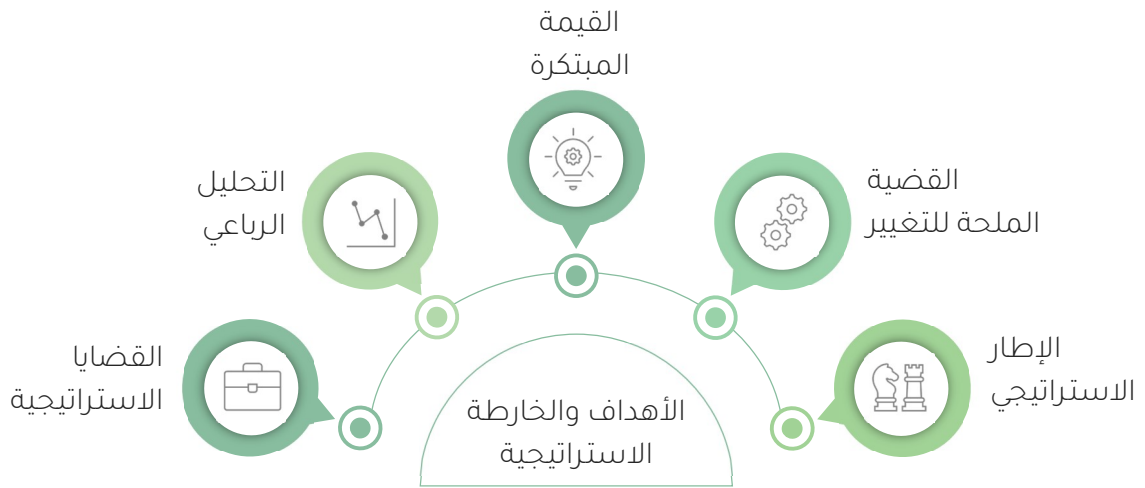 الإطار
الاستراتيجي
القضية
الملحة للتغيير
القيمة
المبتكرة
التحليل
الرباعي
القضايا
الاستراتيجية
الأهداف والخارطة
الاستراتيجية